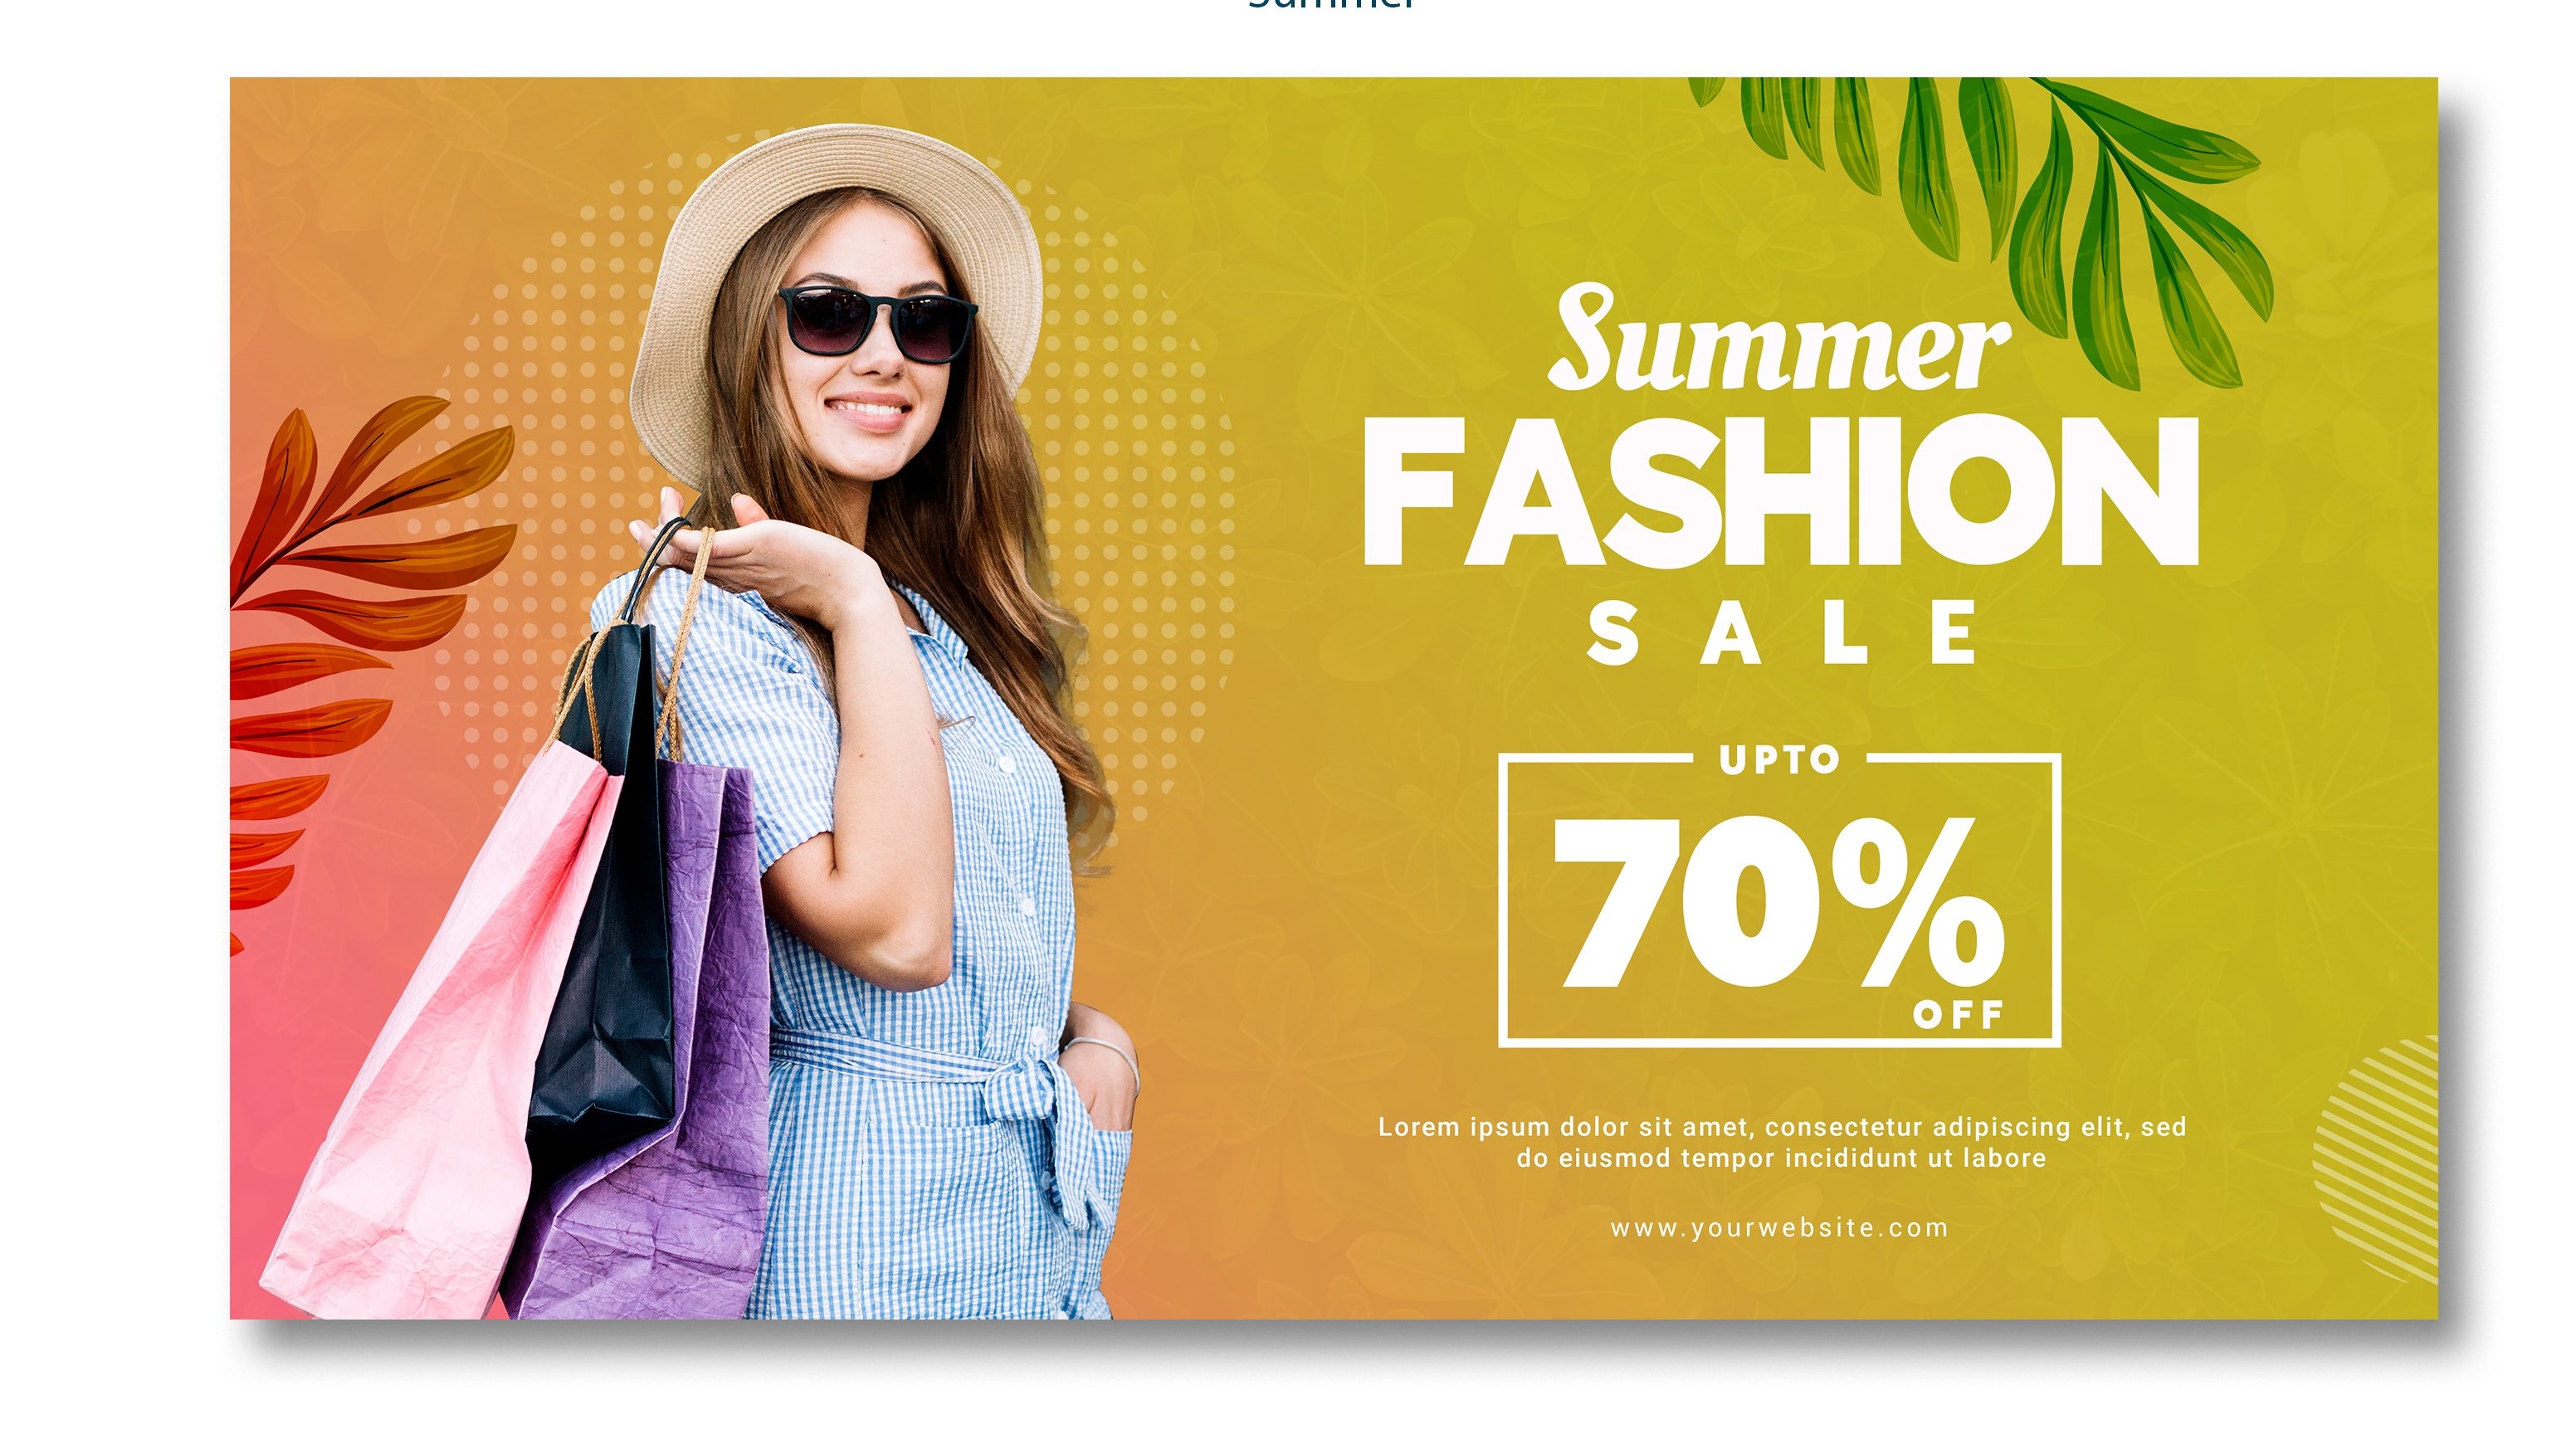 Summer
Summer
FASHION
SALE
UPTO
70%
OFF
Lorem ipsum dolor sit amet, consectetur adipiscing elit, sed
do eiusmod tempor incididunt ut labore
www.yourwebsite.com